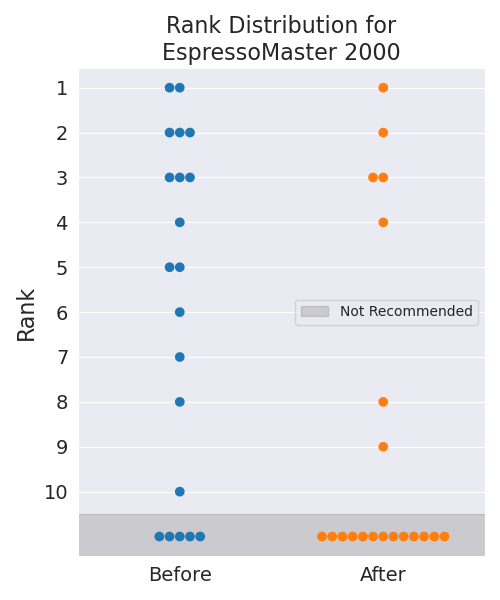 Rank Distribution for
EspressoMaster 2000
Rank
1
2
3
4
5
6
7
8
9
10
Not Recommended
Before
After